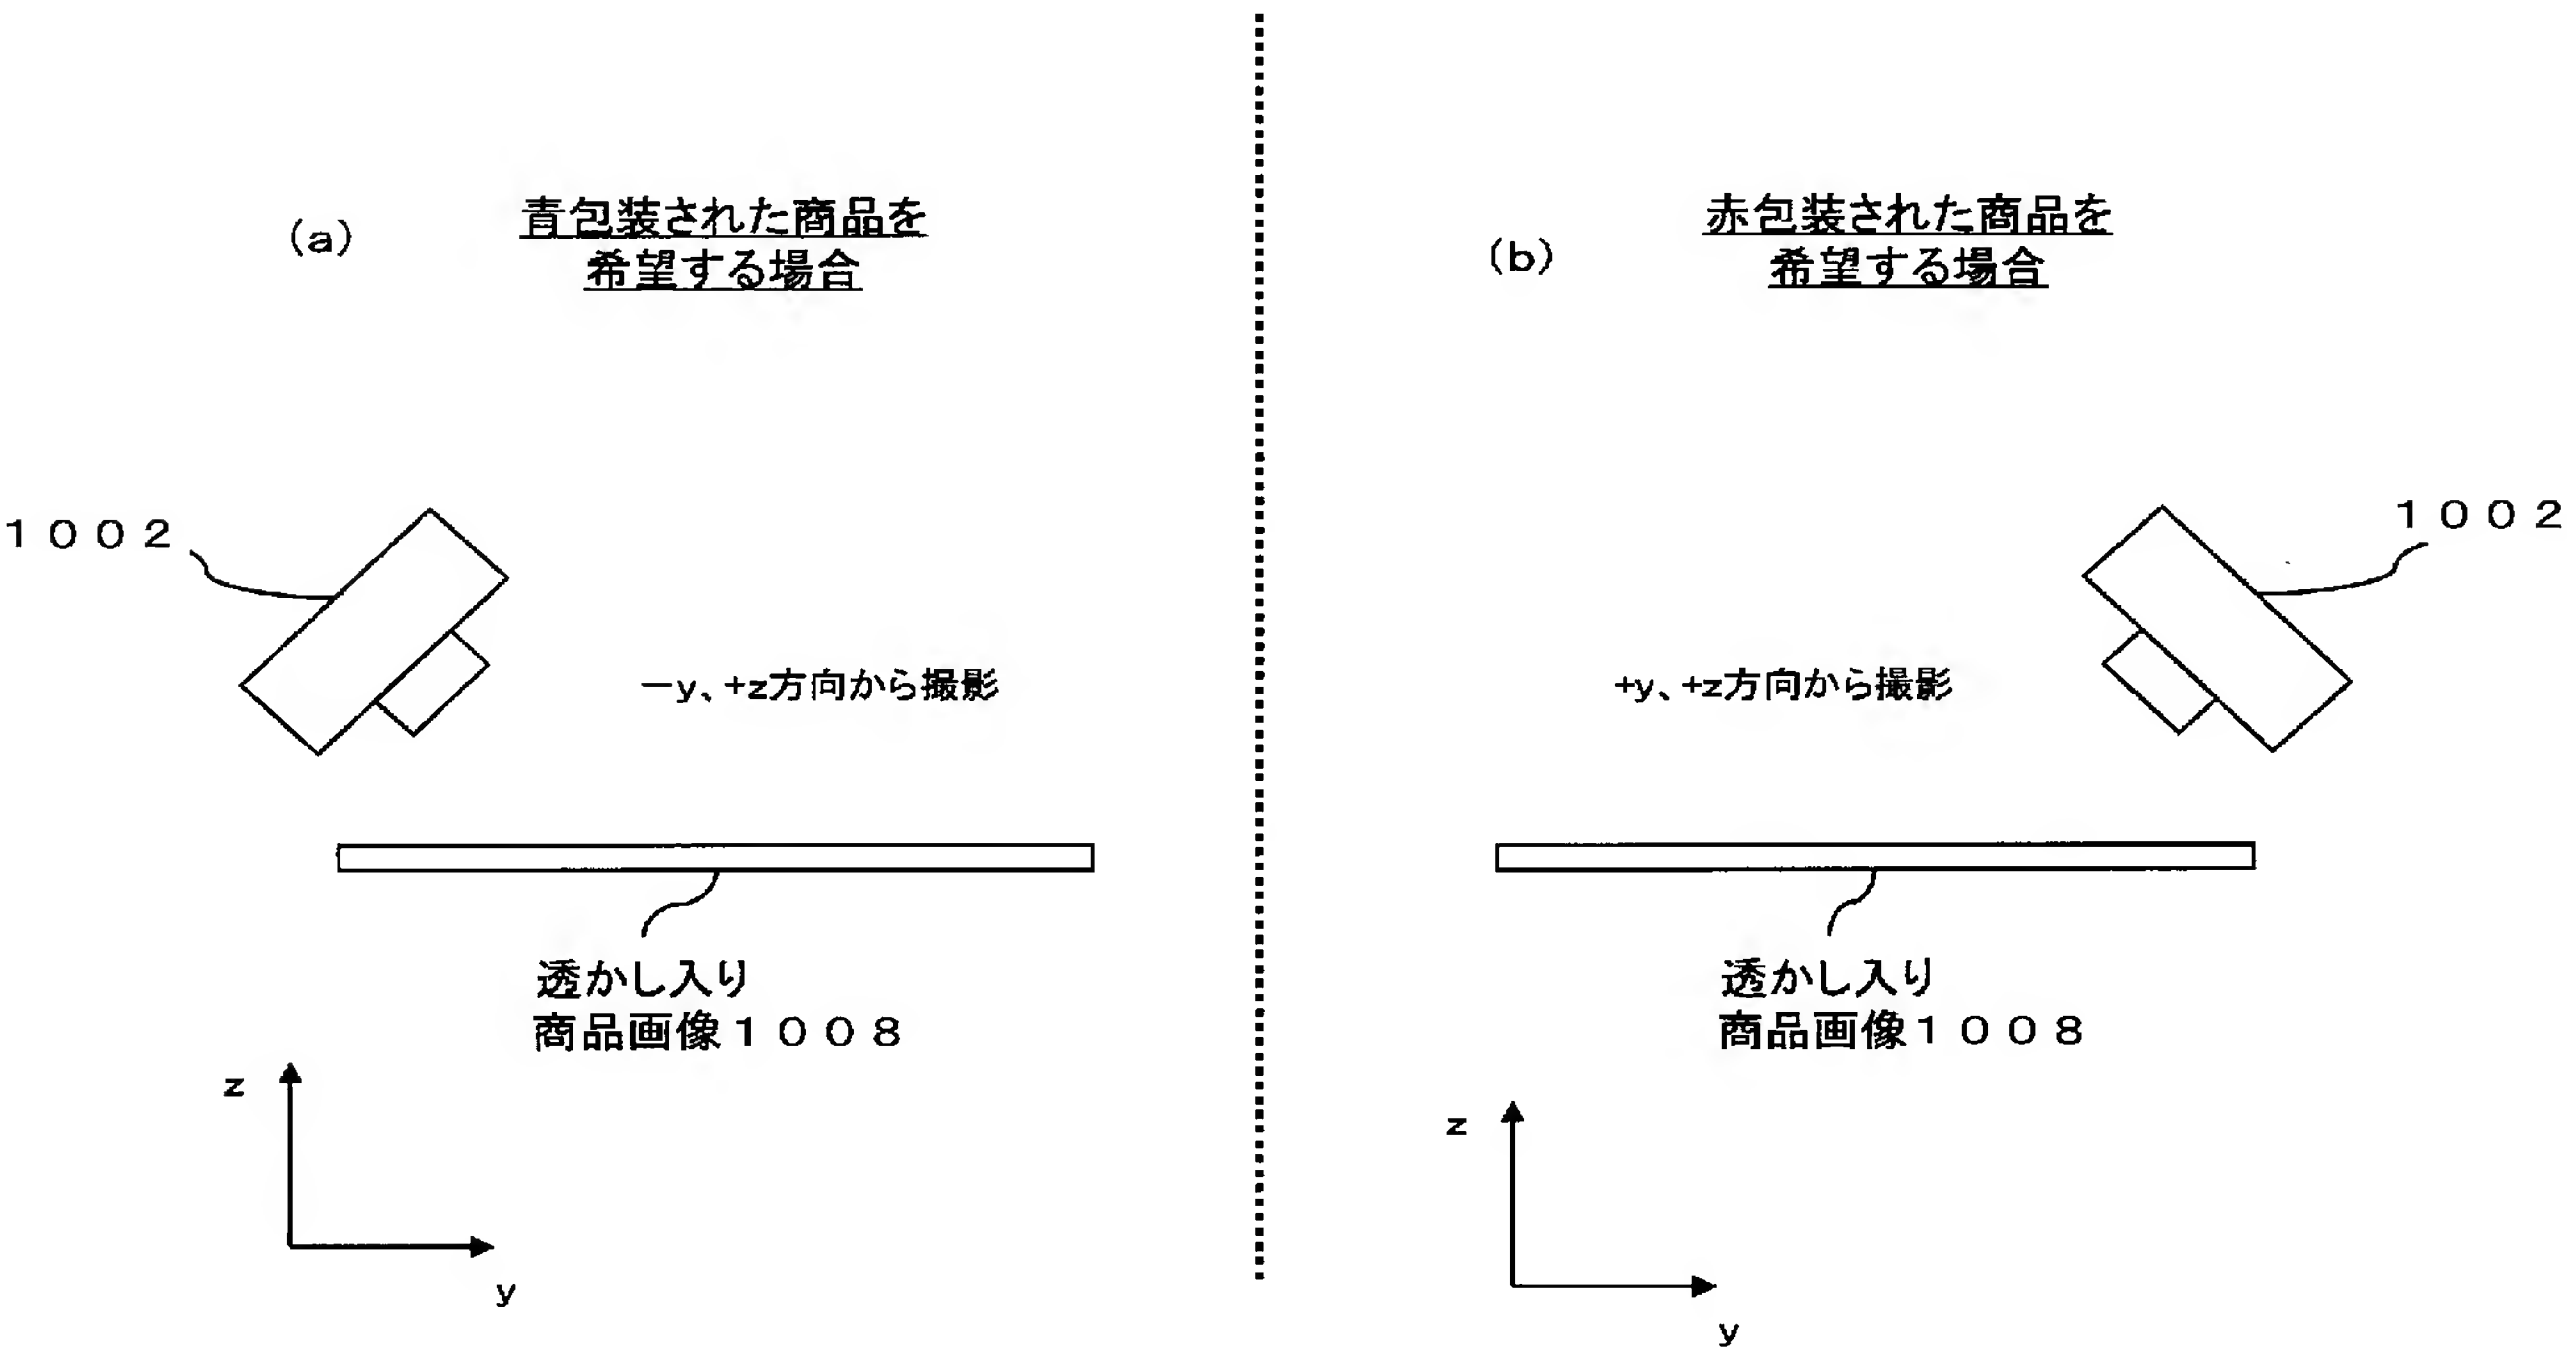 (a)
青包装された商品を
希望する場合
1002
－y、+z方向から撮影
透かし入り
商品画像1008
z
y
(b)
赤包装された商品を
希望する場合
1002
+y、+z方向から撮影
透かし入り
商品画像1008
z
y